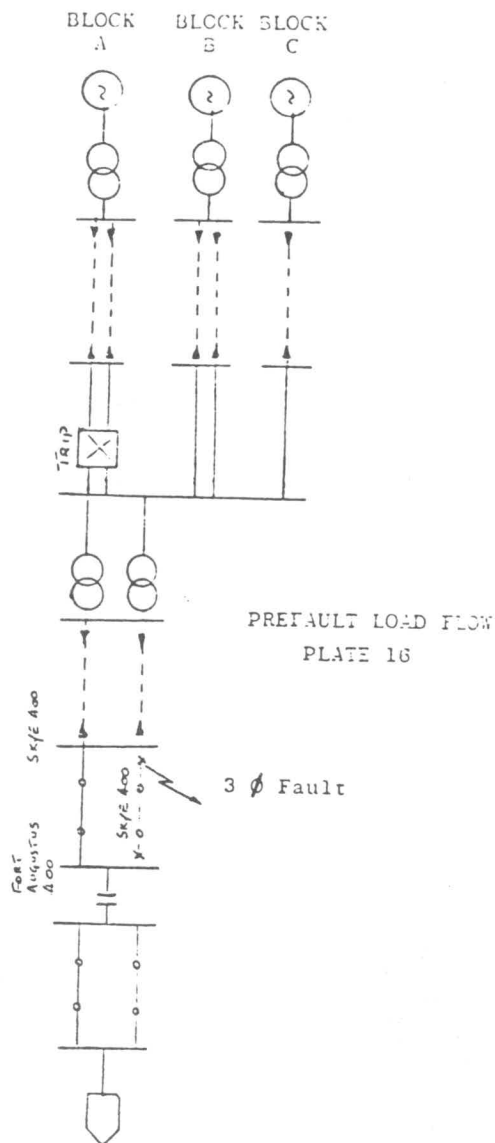 BLOCK
A
BLOCK
B
BLOCK
C
TRIP
PREFAULT LOAD FLOW
PLATE 16
SKYE 400
SKYE 400
3 Ø Fault
FORT
AUGUSTUS
400